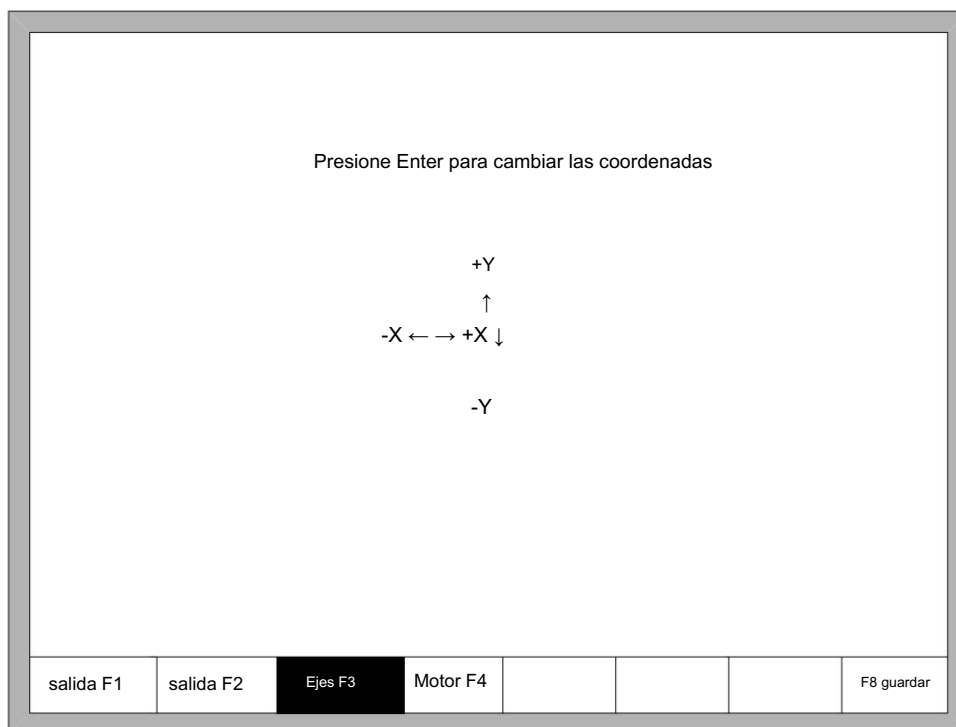 Presione Enter para cambiar las coordenadas
+Y
↑
-X ← → +X ↓
-Y
salida F1
salida F2
Ejes F3
Motor F4
F8 guardar